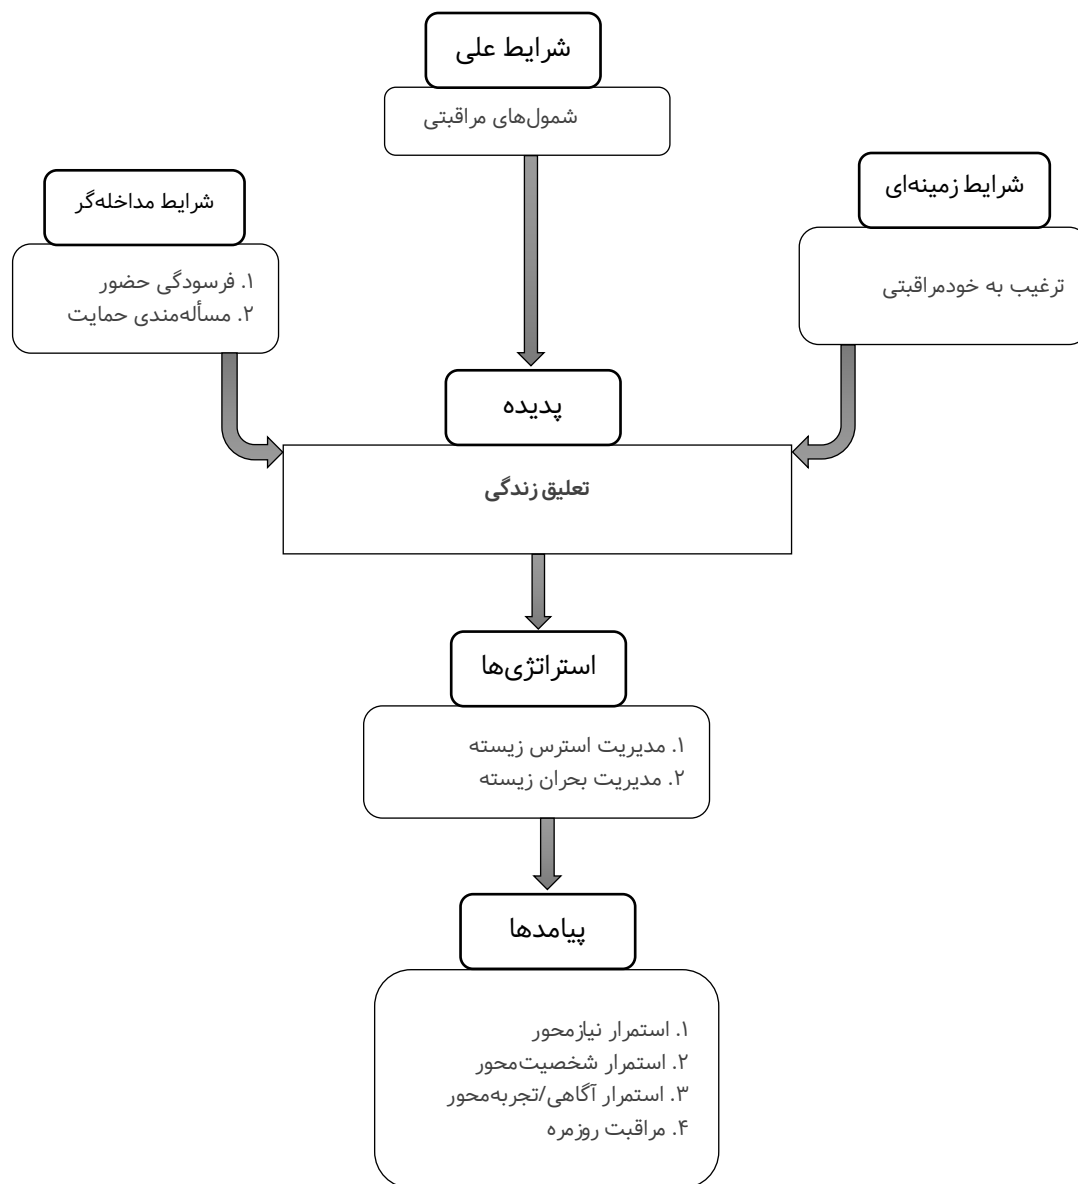 شرایط علی
شمول‌های مراقبتی
شرایط زمینه‌ای
ترغیب به خودمراقبتی
شرایط مداخله‌گر
۱. فرسودگی حضور
۲. مسأله‌مندی حمایت
پدیده
تعلیق زندگی
استراتژی‌ها
۱. مدیریت استرس زیسته
۲. مدیریت بحران زیسته
پیامدها
۱. استمرار نیازمحور
۲. استمرار شخصیت‌محور
۳. استمرار آگاهی/تجربه‌محور
۴. مراقبت روزمره